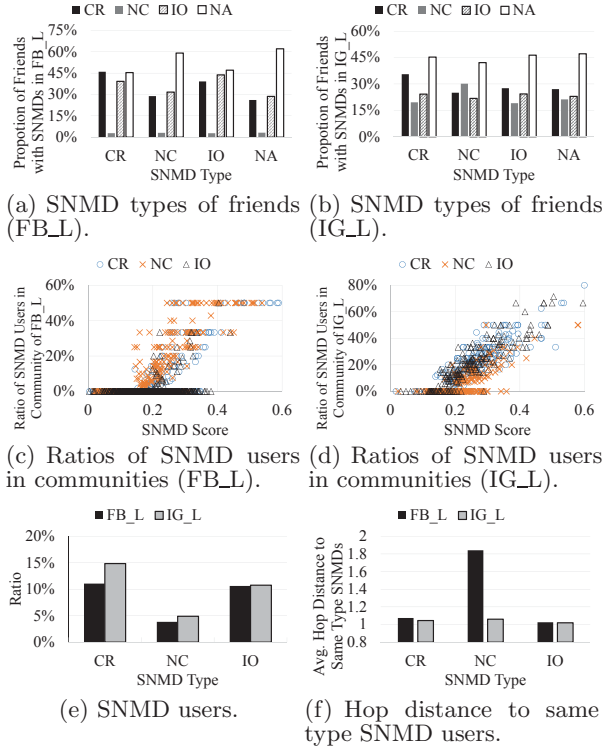 CR NC IO NA
Propotion of Friends
with SNMDs in FB_L
75%
60%
45%
30%
15%
0%
CR NC IO NA
SNMD Type
(a) SNMD types of friends
(FB_L).
CR NC IO NA
Propotion of Friends
with SNMDs in IG_L
60%
45%
30%
15%
0%
CR NC IO NA
SNMD Type
(b) SNMD types of friends
(IG_L).
CR NC IO
Ratio of SNMD Users in
Community of FB_L
60%
40%
20%
0%
0 0.2 0.4 0.6
SNMD Score
(c) Ratios of SNMD users
in communities (FB_L).
CR NC IO
Ratio of SNMD Users in
Community of IG_L
80%
60%
40%
20%
0%
0 0.2 0.4 0.6
SNMD Score
(d) Ratios of SNMD users
in communities (IG_L).
FB_L IG_L
Ratio
20%
15%
10%
5%
0%
CR NC IO
SNMD Type
(e) SNMD users.
FB_L IG_L
Avg. Hop Distance to
Same Type SNMDs
2
1.8
1.6
1.4
1.2
1
0.8
CR NC IO
SNMD Type
(f) Hop distance to same
type SNMD users.